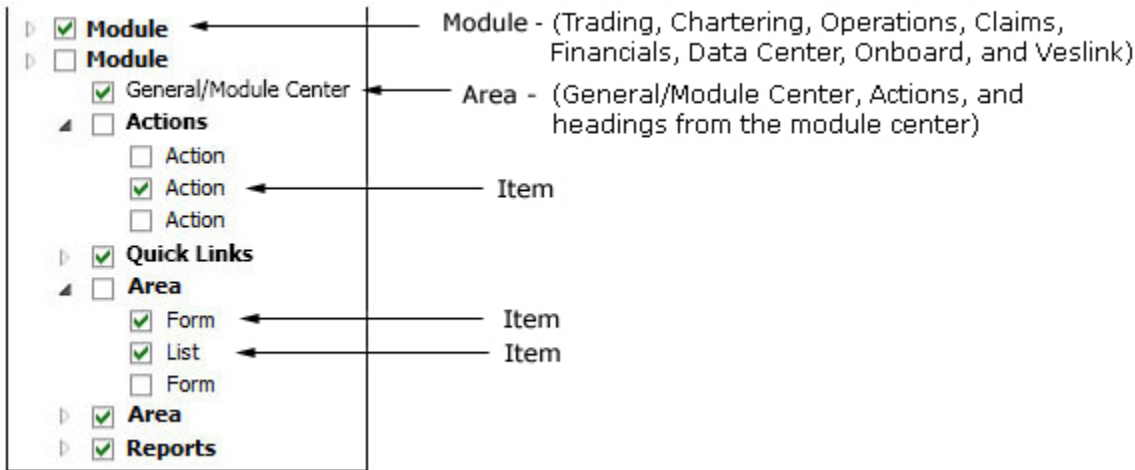 Module Module - (Trading, Chartering, Operations, Claims,
Module Financials, Data Center, Onboard, and Veslink)
General/Module Center Area - (General/Module Center, Actions, and
Actions headings from the module center)
Action
Action Item
Action
Quick Links
Area
Form Item
List Item
Form
Area
Reports